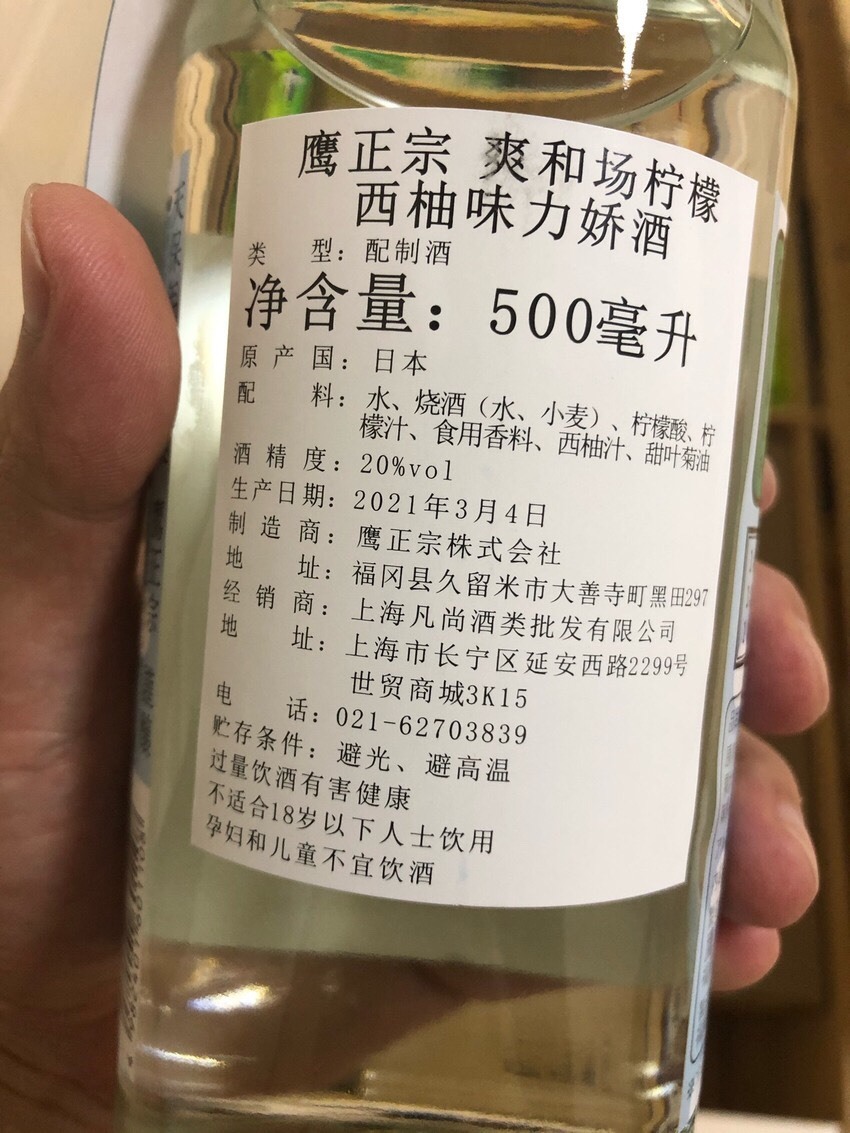 鹰正宗 爽和场柠檬
西柚味力娇酒
类 型：配制酒
净含量：500毫升
原产国：日本
配 料：水、烧酒（水、小麦）、柠檬酸、柠
檬汁、食用香料、西柚汁、甜叶菊油
酒精度：20%vol
生产日期：2021年3月4日
制造商：鹰正宗株式会社
地 址：福冈县久留米市大善寺町黑田297
经销商：上海凡尚酒类批发有限公司
地 址：上海市长宁区延安西路2299号
世贸商城3K15
电 话：021-62703839
贮存条件：避光、避高温
过量饮酒有害健康
不适合18岁以下人士饮用
孕妇和儿童不宜饮酒